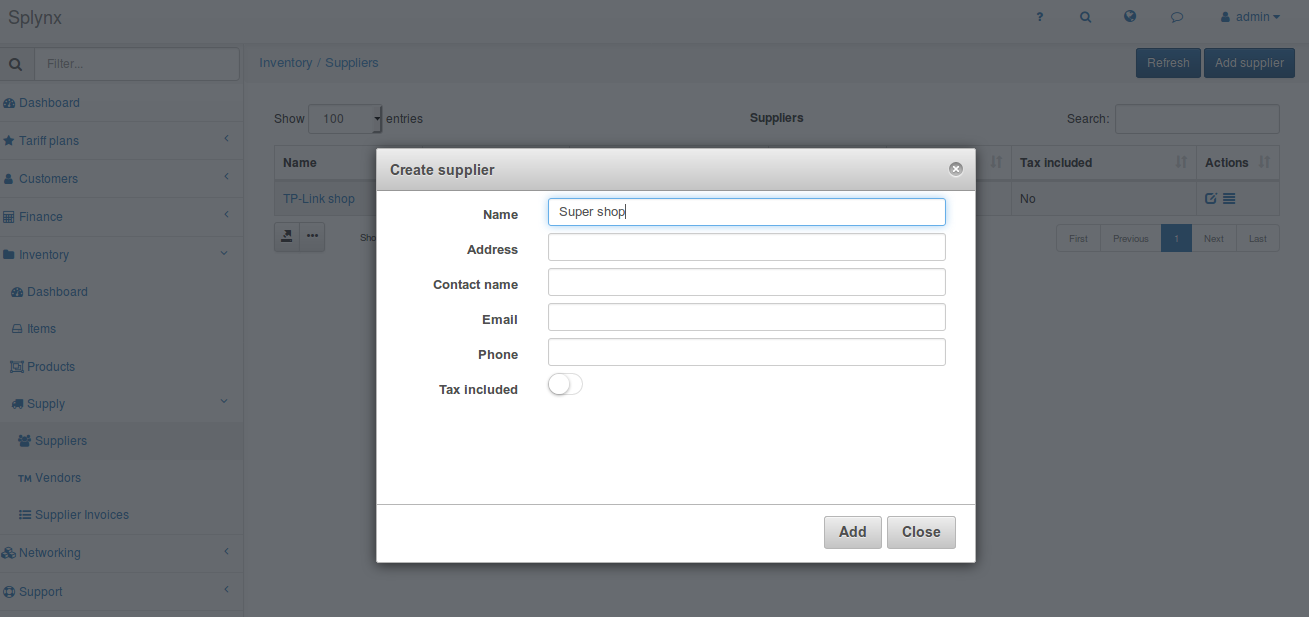 Splynx
? admin
Filter...
Inventory / Suppliers
Refresh Add supplier
Dashboard
Tariff plans
Customers
Finance
Inventory
Dashboard
Items
Products
Supply
Suppliers
TM Vendors
Supplier Invoices
Networking
Support
Show 100 entries
Suppliers
Search:
Name Tax included Actions
TP-Link shop No
Sho
First Previous 1 Next Last
Create supplier
Name Super shop
Address
Contact name
Email
Phone
Tax included
Add Close